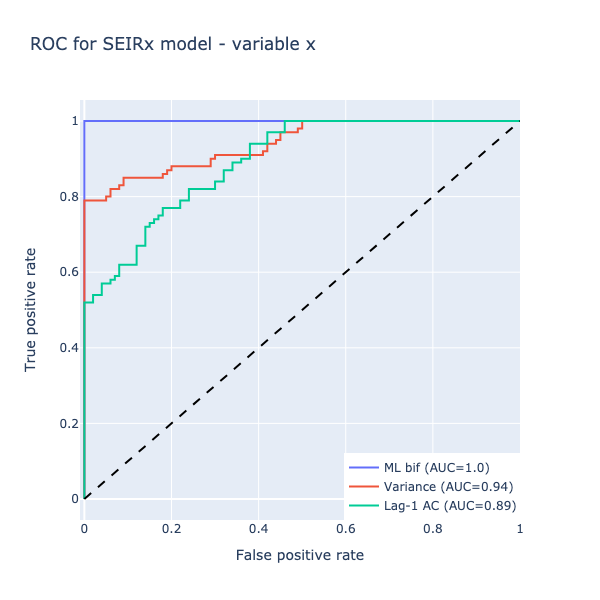 ROC for SEIRx model - variable x
1
0.8
0.6
0.4
0.2
0
True positive rate
0
0.2
0.4
0.6
0.8
1
False positive rate
ML bif (AUC=1.0)
Variance (AUC=0.94)
Lag-1 AC (AUC=0.89)